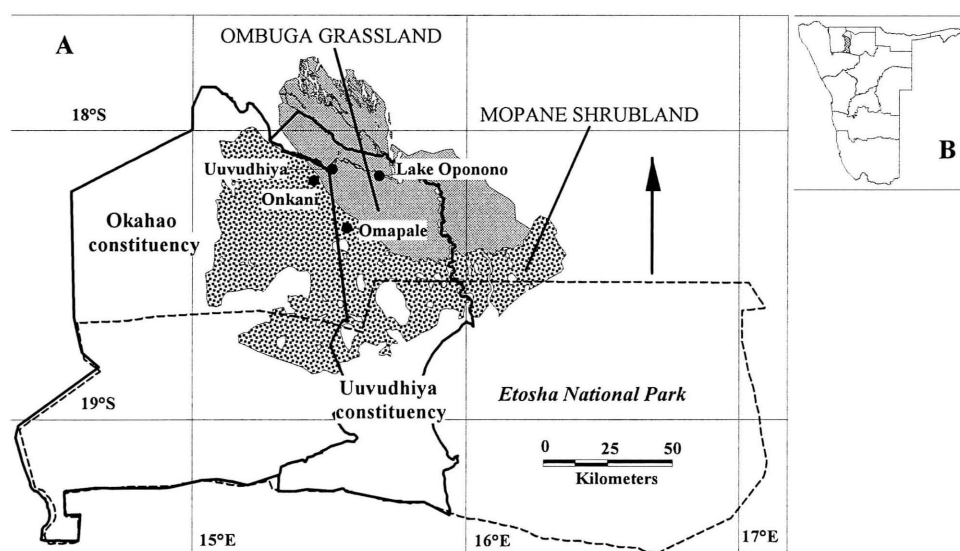 A
OMBUGA GRASSLAND
B
18°S
MOPANE SHRUBLAND
Uuvudhiya
Lake Oponono
Onkani
Okahao
constituency
Omapale
Uuvudhiya
constituency
Etosha National Park
19°S
0 25 50
Kilometers
15°E
16°E
17°E